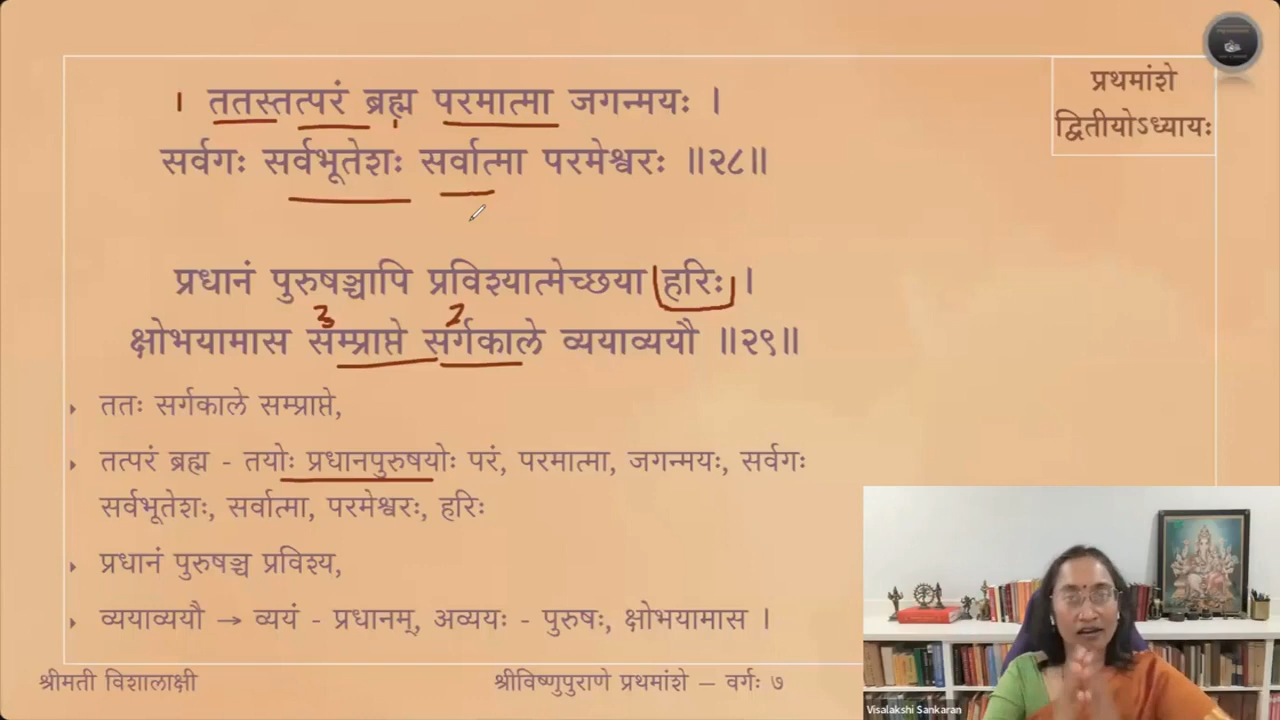 प्रथमांशे
द्वितीयोऽध्यायः
1 ततस्तत्परं ब्रह्म परमात्मा जगन्मयः ।
सर्वगः सर्वभूतेशः सर्वात्मा परमेश्वरः ॥२८॥
प्रधानं पुरुषञ्चापि प्रविश्यात्मेच्छया हरिः ।
3 2
क्षोभयामास सम्प्राप्ते सर्गकाले व्ययाव्ययौ ॥२९॥
ततः सर्गकाले सम्प्राप्ते,
तत्परं ब्रह्म - तयोः प्रधानपुरुषयोः परं, परमात्मा, जगन्मयः, सर्वगः
सर्वभूतेशः, सर्वात्मा, परमेश्वरः, हरिः
प्रधानं पुरुषञ्च प्रविश्य,
व्ययाव्ययौ → व्ययं - प्रधानम्, अव्ययः - पुरुषः, क्षोभयामास ।
श्रीमती विशालाक्षी
श्रीविष्णुपुराणे प्रथमांशे – वर्गः ७
Visalakshi Sankaran